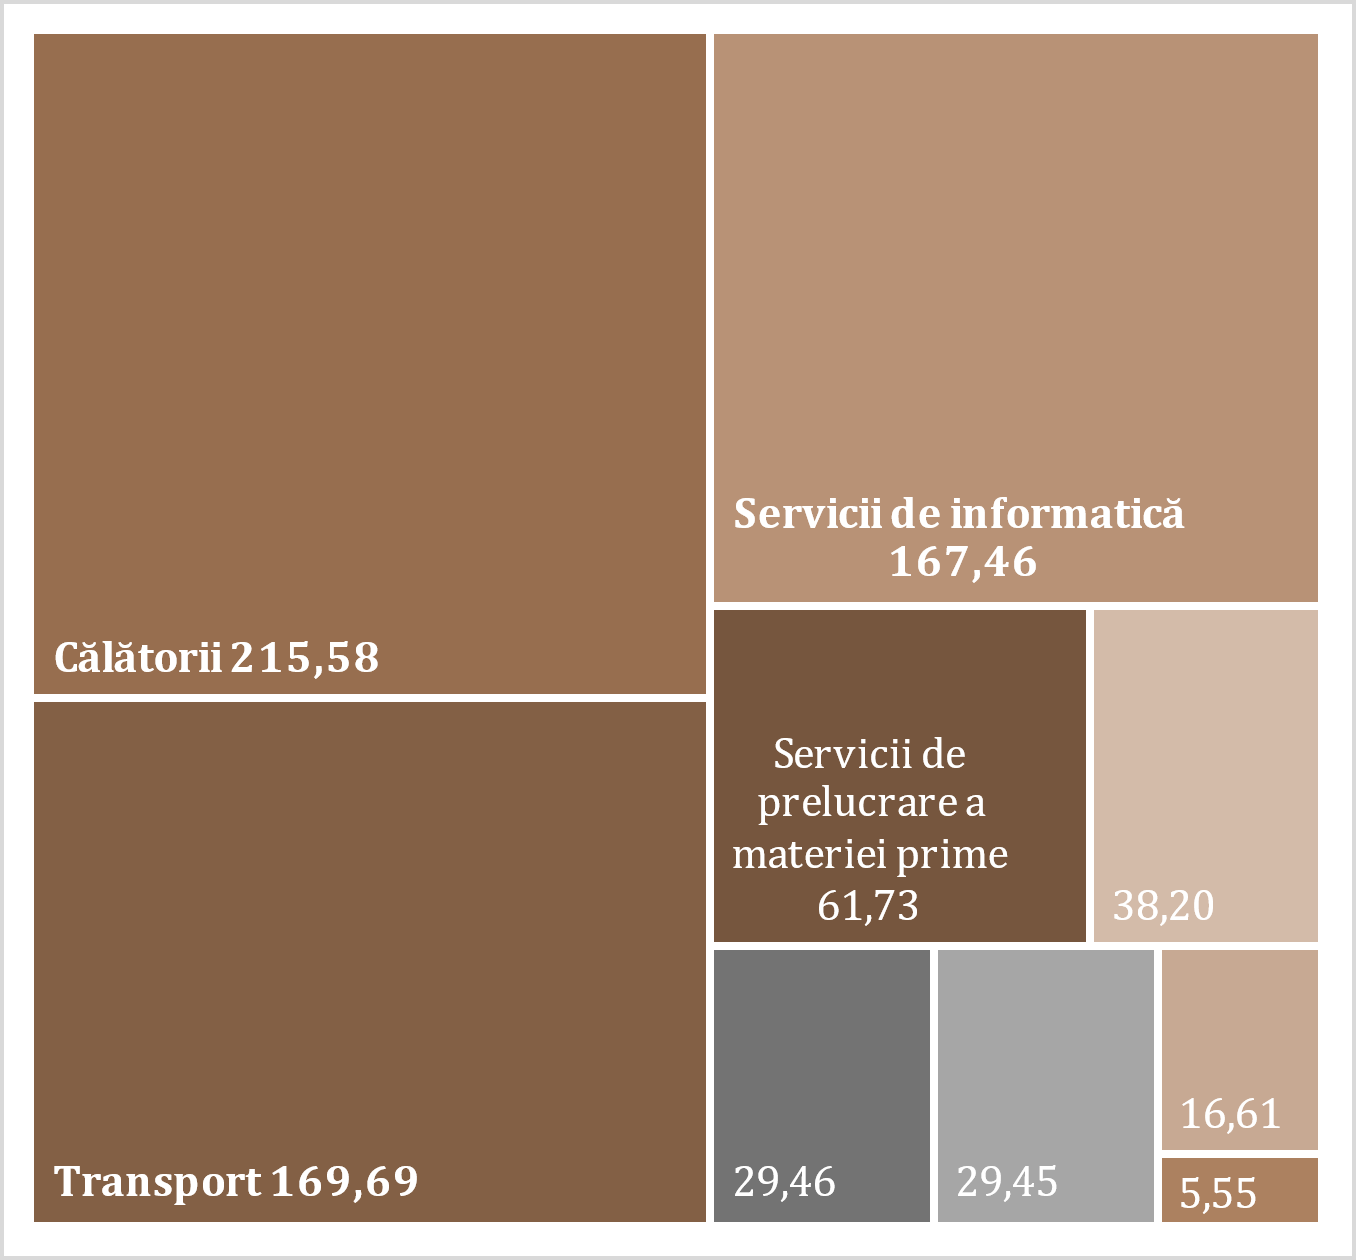 Călătorii 215,58
Transport 169,69
Servicii de informatică
167,46
Servicii de
prelucrare a
materiei prime
61,73
38,20
29,46
29,45
16,61
5,55